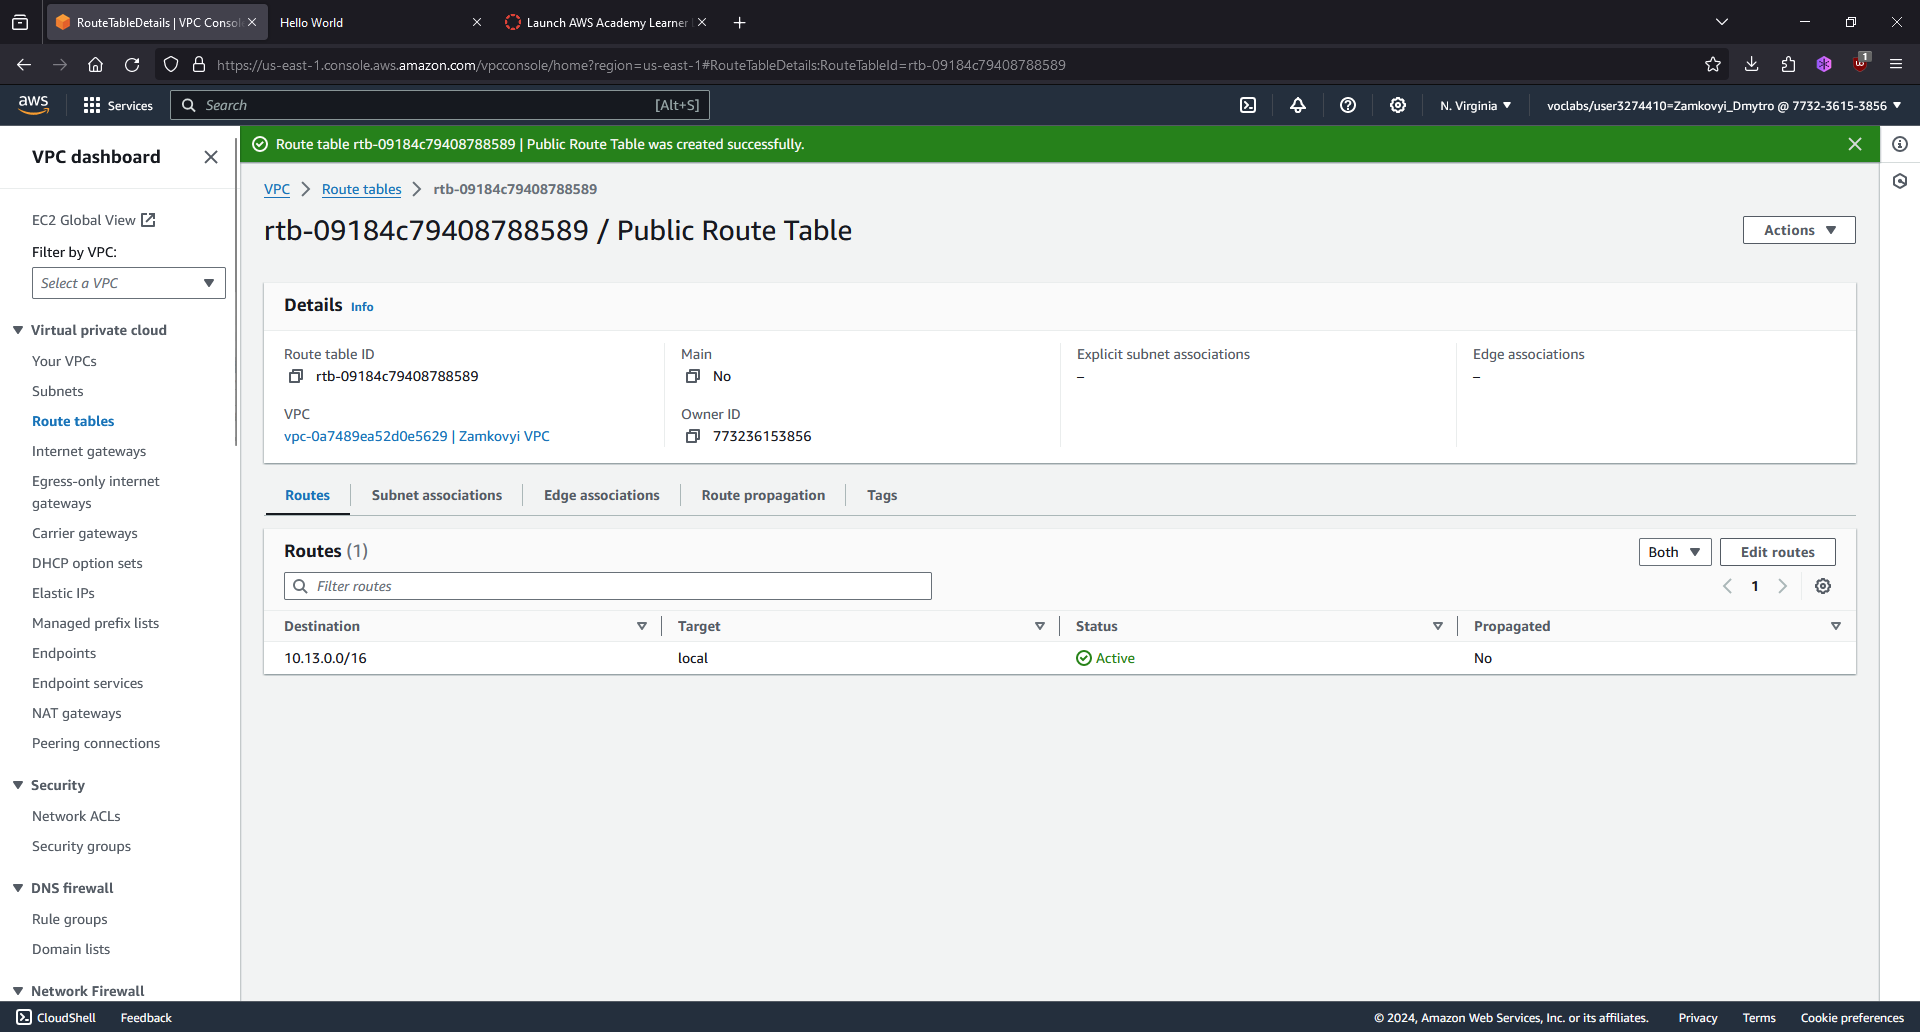 RouteTableDetails | VPC Consol
Hello World
Launch AWS Academy Learner
https://us-east-1.console.aws.amazon.com/vpcconsole/home?region=us-east-1#RouteTableDetails:RouteTableId=rtb-09184c79408788589
1
aws
Services
Search
[Alt+S]
N. Virginia
voclabs/user3274410=Zamkovyi_Dmytro @ 7732-3615-3856
VPC dashboard
EC2 Global View
Filter by VPC:
Select a VPC
Virtual private cloud
Your VPCs
Subnets
Route tables
Internet gateways
Egress-only internet
gateways
Carrier gateways
DHCP option sets
Elastic IPs
Managed prefix lists
Endpoints
Endpoint services
NAT gateways
Peering connections
Security
Network ACLs
Security groups
DNS firewall
Rule groups
Domain lists
Network Firewall
Route table rtb-09184c79408788589 | Public Route Table was created successfully.
VPC
Route tables
rtb-09184c79408788589
rtb-09184c79408788589 / Public Route Table
Actions
Details Info
Route table ID
rtb-09184c79408788589
Main
No
Explicit subnet associations
–
Edge associations
–
VPC
vpc-0a7489ea52d0e5629 | Zamkovyi VPC
Owner ID
773236153856
Routes
Subnet associations
Edge associations
Route propagation
Tags
Routes (1)
Both
Edit routes
Filter routes
1
Destination
Target
Status
Propagated
10.13.0.0/16
local
Active
No
CloudShell
Feedback
© 2024, Amazon Web Services, Inc. or its affiliates.
Privacy
Terms
Cookie preferences